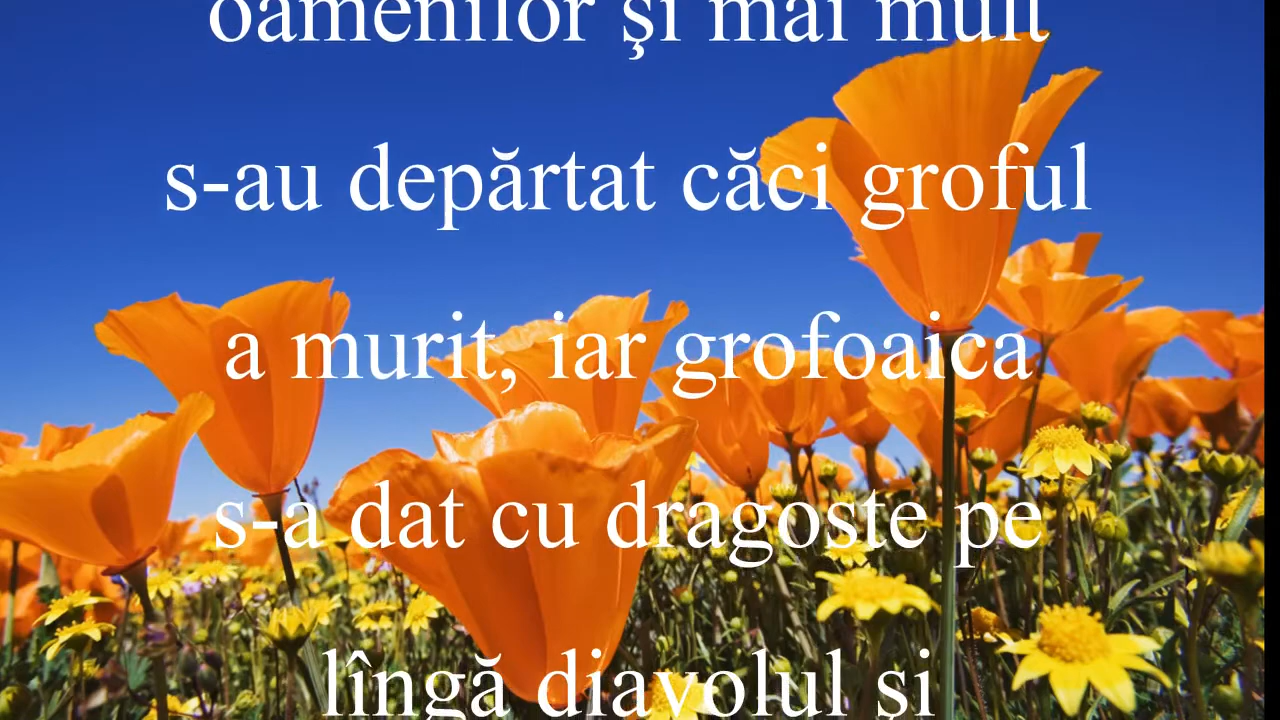 oamenilor şi mai mult
s-au depărtat căci groful
a murit, iar grofoaica
s-a dat cu dragoste pe
lîngă diavolul şi